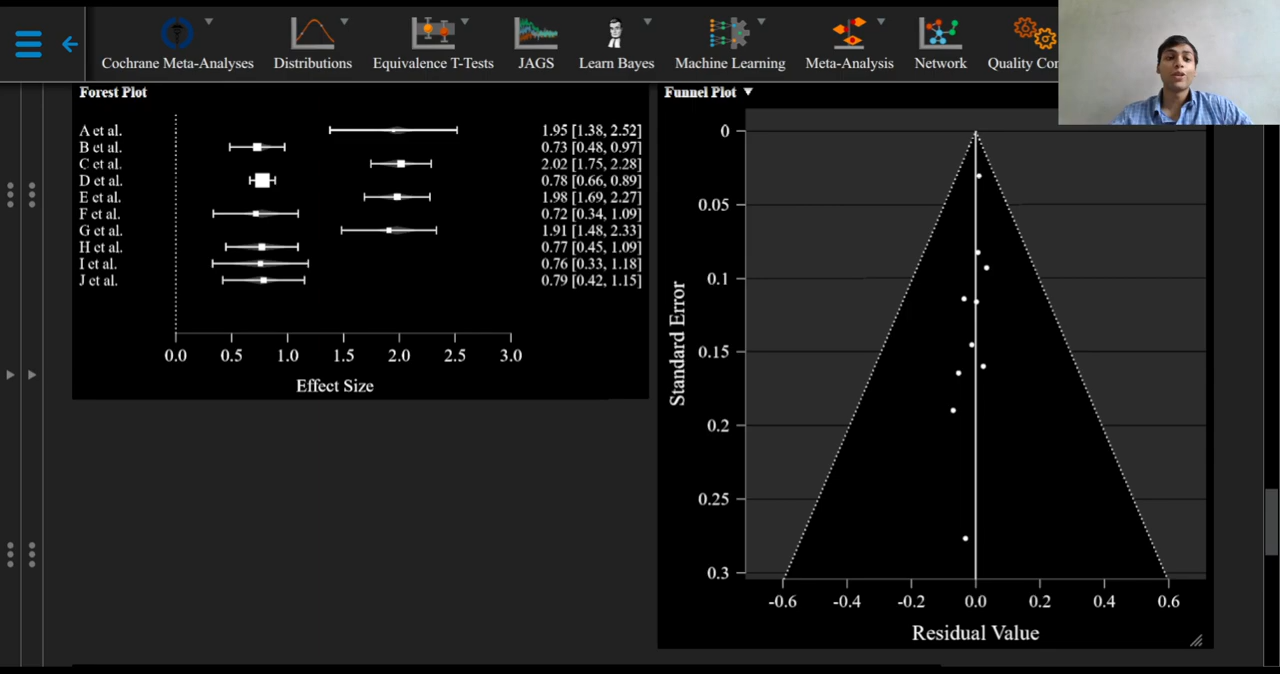 Cochrane Meta-Analyses
Distributions
Equivalence T-Tests
JAGS
Learn Bayes
Machine Learning
Meta-Analysis
Network
Quality Con
Forest Plot
A et al. 1.95 [1.38, 2.52]
B et al. 0.73 [0.48, 0.97]
C et al. 2.02 [1.75, 2.28]
D et al. 0.78 [0.66, 0.89]
E et al. 1.98 [1.69, 2.27]
F et al. 0.72 [0.34, 1.09]
G et al. 1.91 [1.48, 2.33]
H et al. 0.77 [0.45, 1.09]
I et al. 0.76 [0.33, 1.18]
J et al. 0.79 [0.42, 1.15]
0.0 0.5 1.0 1.5 2.0 2.5 3.0
Effect Size
Funnel Plot
0
0.05
0.1
0.15
0.2
0.25
0.3
Standard Error
-0.6 -0.4 -0.2 0.0 0.2 0.4 0.6
Residual Value